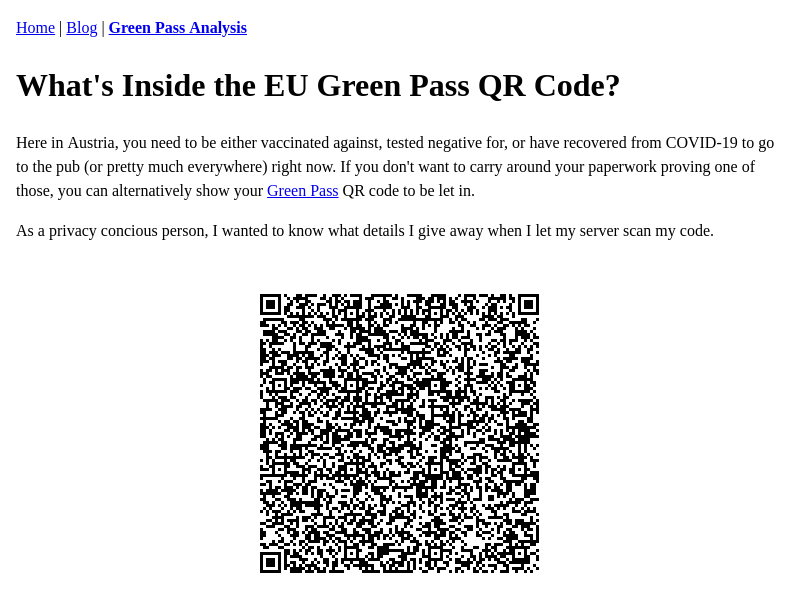 Home | Blog | Green Pass Analysis
What's Inside the EU Green Pass QR Code?
Here in Austria, you need to be either vaccinated against, tested negative for, or have recovered from COVID-19 to go
to the pub (or pretty much everywhere) right now. If you don't want to carry around your paperwork proving one of
those, you can alternatively show your Green Pass QR code to be let in.
As a privacy concious person, I wanted to know what details I give away when I let my server scan my code.